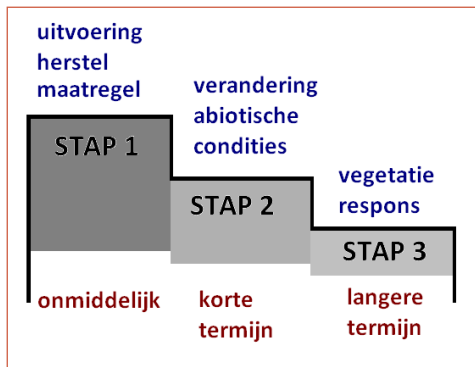 uitvoering
herstel
maatregel
STAP 1
onmiddelijk
verandering
abiotische
condities
STAP 2
korte
termijn
vegetatie
respons
STAP 3
langere
termijn